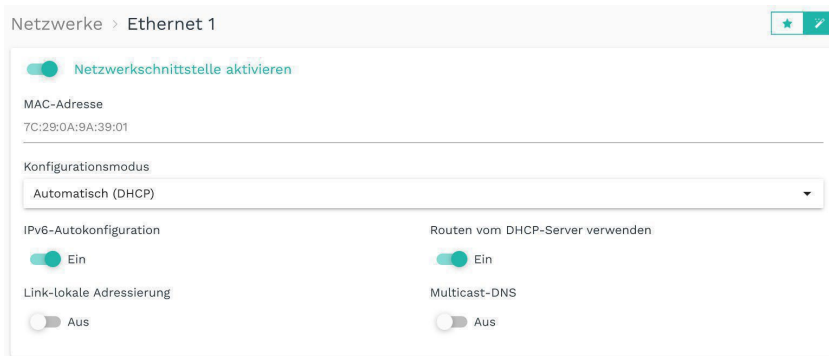 Netzwerke > Ethernet 1
Netzwerkschnittstelle aktivieren
MAC-Adresse
7C:29:0A:9A:39:01
Konfigurationsmodus
Automatisch (DHCP)
IPv6-Autokonfiguration
Routen vom DHCP-Server verwenden
Ein
Ein
Link-lokale Adressierung
Multicast-DNS
Aus
Aus